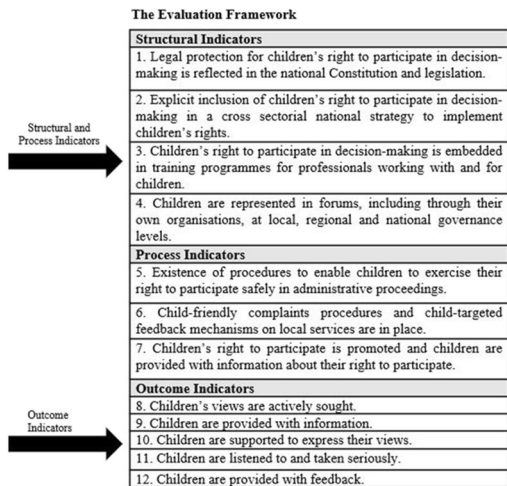 The Evaluation Framework
Structural Indicators
1. Legal protection for children's right to participate in decision-
making is reflected in the national Constitution and legislation.
2. Explicit inclusion of children's right to participate in decision-
making in a cross sectorial national strategy to implement
children's rights.
Structural and
Process Indicators
3. Children's right to participate in decision-making is embedded
in training programmes for professionals working with and for
children.
4. Children are represented in forums, including through their
own organisations, at local, regional and national governance
levels.
Process Indicators
5. Existence of procedures to enable children to exercise their
right to participate safely in administrative proceedings.
6. Child-friendly complaints procedures and child-targeted
feedback mechanisms on local services are in place.
7. Children's right to participate is promoted and children are
provided with information about their right to participate.
Outcome Indicators
8. Children's views are actively sought.
Outcome
Indicators
9. Children are provided with information.
10. Children are supported to express their views.
11. Children are listened to and taken seriously.
12. Children are provided with feedback.